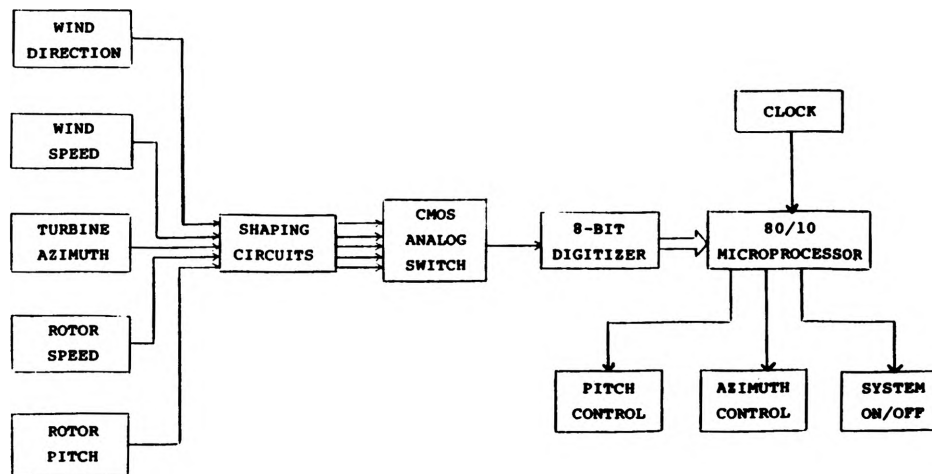 WIND
DIRECTION
WIND
SPEED
TURBINE
AZIMUTH
ROTOR
SPEED
ROTOR
PITCH
SHAPING
CIRCUITS
CMOS
ANALOG
SWITCH
8-BIT
DIGITIZER
CLOCK
80/10
MICROPROCESSOR
PITCH
CONTROL
AZIMUTH
CONTROL
SYSTEM
ON/OFF